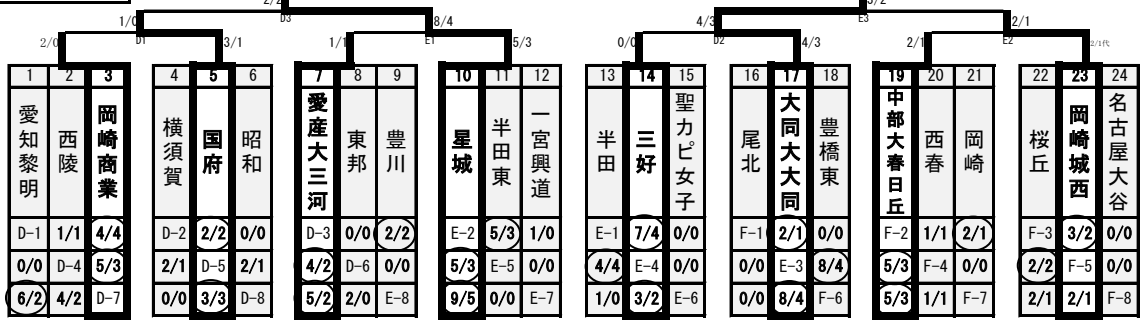 2/2
D3
E3
1/0 8/4 4/3 2/1
2/0 D1 3/1 1/1 E1 5/3 0/0 D2 4/3 2/1 E2 2/1代
1 2 3 4 5 6 7 8 9 10 11 12 13 14 15 16 17 18 19 20 21 22 23 24
愛知黎明
西陵
岡崎商業
横須賀
国府
昭和
愛産大三河
東邦
豊川
星城
半田東
一宮興道
半田
三好
聖カピ女子
尾北
大同大大同
豊橋東
中部大春日丘
西春
岡崎
桜丘
岡崎城西
名古屋大谷
D-1 1/1 4/4 D-2 2/2 0/0 D-3 0/0 2/2 E-2 5/3 1/0 E-1 7/4 0/0 F-1 2/1 0/0 F-2 1/1 2/1 F-3 3/2 0/0
0/0 D-4 5/3 2/1 D-5 2/1 4/2 D-6 0/0 5/3 E-5 0/0 4/4 E-4 0/0 0/0 E-3 8/4 5/3 F-4 0/0 2/2 F-5 0/0
6/2 4/2 D-7 0/0 3/3 D-8 5/2 2/0 E-8 9/5 0/0 E-7 1/0 3/2 E-6 0/0 8/4 F-6 5/3 1/1 F-7 2/1 2/1 F-8